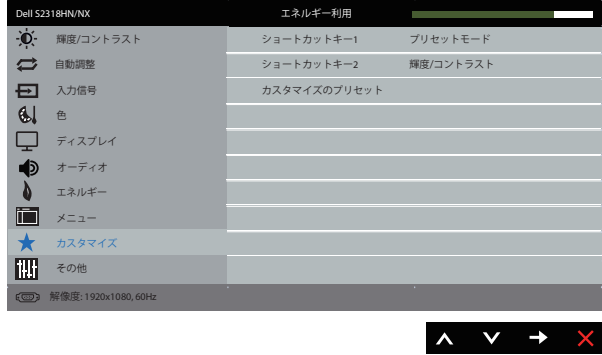 Dell S2318HN/NX
エネルギー利用
輝度/コントラスト
ショートカットキー1
プリセットモード
自動調整
ショートカットキー2
輝度/コントラスト
入力信号
カスタマイズのプリセット
色
ディスプレイ
オーディオ
エネルギー
メニュー
カスタマイズ
その他
解像度: 1920x1080, 60Hz